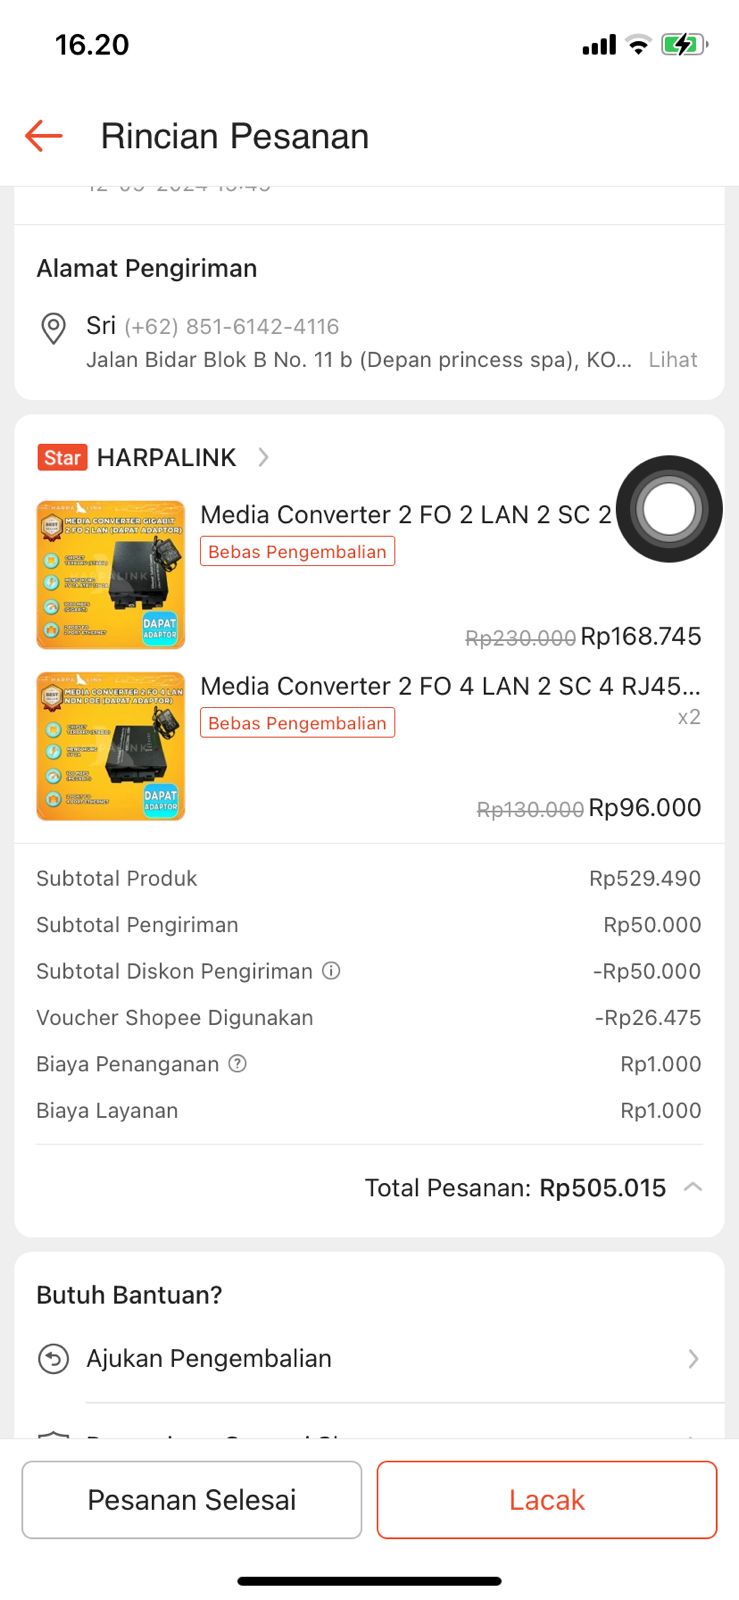 16.20
Rincian Pesanan
Alamat Pengiriman
Sri (+62) 851-6142-4116
Jalan Bidar Blok B No. 11 b (Depan princess spa), KO... Lihat
Star HARPALINK
Media Converter 2 FO 2 LAN 2 SC 2
Bebas Pengembalian
MEDIA CONVERTER GIGABIT
2 FO 2 LAN (DAPAT ADAPTOR)
DAPAT
ADAPTOR
Rp230.000 Rp168.745
Media Converter 2 FO 4 LAN 2 SC 4 RJ45...
Bebas Pengembalian
x2
MEDIA CONVERTER 2 FO 4 LAN
NON POE (DAPAT ADAPTOR)
DAPAT
ADAPTOR
Rp130.000 Rp96.000
Subtotal Produk Rp529.490
Subtotal Pengiriman Rp50.000
Subtotal Diskon Pengiriman -Rp50.000
Voucher Shopee Digunakan -Rp26.475
Biaya Penanganan Rp1.000
Biaya Layanan Rp1.000
Total Pesanan: Rp505.015
Butuh Bantuan?
Ajukan Pengembalian
Pesanan Selesai
Lacak